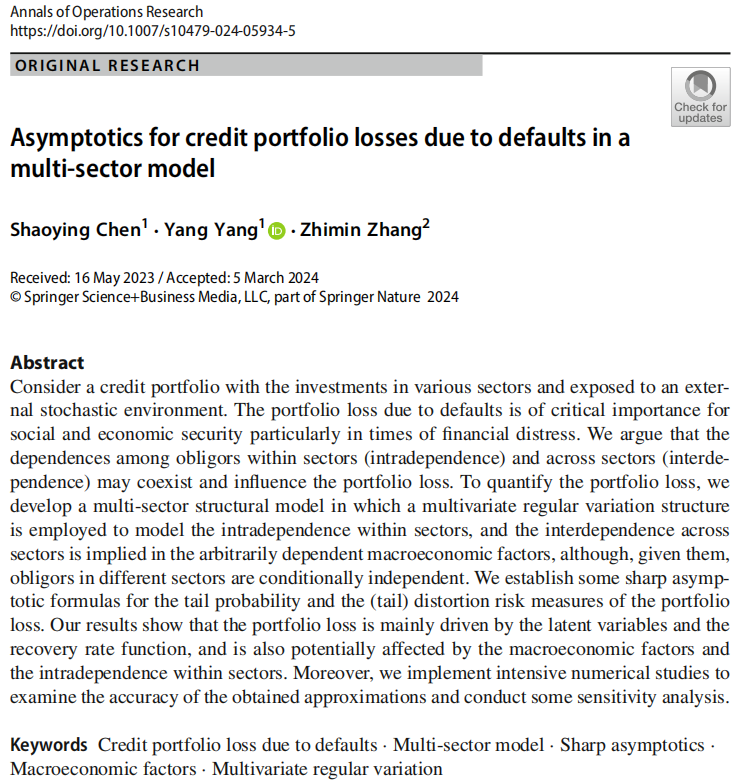 Annals of Operations Research
https://doi.org/10.1007/s10479-024-05934-5
ORIGINAL RESEARCH
Check for
updates
Asymptotics for credit portfolio losses due to defaults in a
multi-sector model
Shaoying Chen1 · Yang Yang1 iD · Zhimin Zhang2
Received: 16 May 2023 / Accepted: 5 March 2024
© Springer Science+Business Media, LLC, part of Springer Nature 2024
Abstract
Consider a credit portfolio with the investments in various sectors and exposed to an exter-
nal stochastic environment. The portfolio loss due to defaults is of critical importance for
social and economic security particularly in times of financial distress. We argue that the
dependences among obligors within sectors (intradependence) and across sectors (interde-
pendence) may coexist and influence the portfolio loss. To quantify the portfolio loss, we
develop a multi-sector structural model in which a multivariate regular variation structure
is employed to model the intradependence within sectors, and the interdependence across
sectors is implied in the arbitrarily dependent macroeconomic factors, although, given them,
obligors in different sectors are conditionally independent. We establish some sharp asymp-
totic formulas for the tail probability and the (tail) distortion risk measures of the portfolio
loss. Our results show that the portfolio loss is mainly driven by the latent variables and the
recovery rate function, and is also potentially affected by the macroeconomic factors and
the intradependence within sectors. Moreover, we implement intensive numerical studies to
examine the accuracy of the obtained approximations and conduct some sensitivity analysis.
Keywords Credit portfolio loss due to defaults · Multi-sector model · Sharp asymptotics ·
Macroeconomic factors · Multivariate regular variation